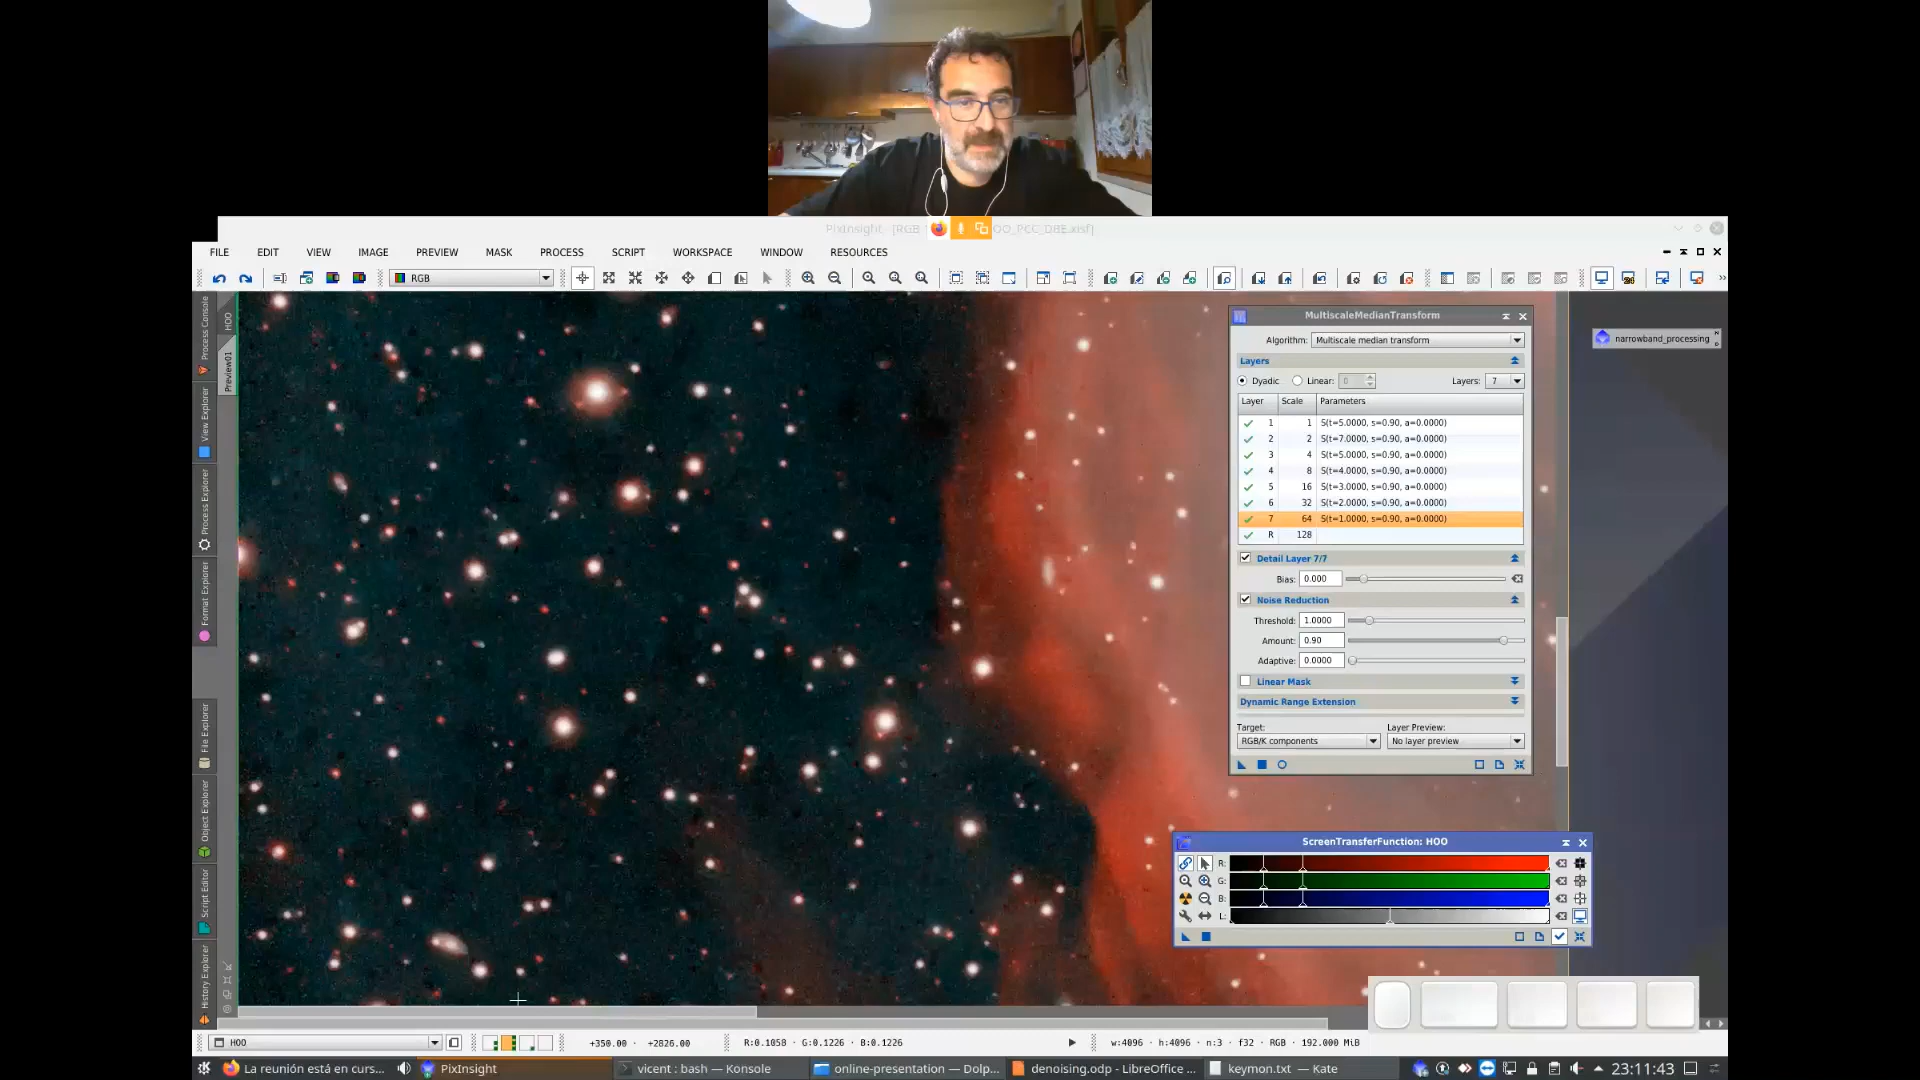 PixInsight - [RGB OO_PCC_DBE.xisf]
FILE EDIT VIEW IMAGE PREVIEW MASK PROCESS SCRIPT WORKSPACE WINDOW RESOURCES
RGB
Process Console
View Explorer
Process Explorer
Format Explorer
File Explorer
Object Explorer
Script Editor
History Explorer
HOO
Preview01
narrowband_processing
MultiscaleMedianTransform
Algorithm: Multiscale median transform
Layers
Dyadic Linear: 0 Layers: 7
Layer Scale Parameters
1 1 S(t=5.0000, s=0.90, a=0.0000)
2 2 S(t=7.0000, s=0.90, a=0.0000)
3 4 S(t=5.0000, s=0.90, a=0.0000)
4 8 S(t=4.0000, s=0.90, a=0.0000)
5 16 S(t=3.0000, s=0.90, a=0.0000)
6 32 S(t=2.0000, s=0.90, a=0.0000)
7 64 S(t=1.0000, s=0.90, a=0.0000)
R 128
Detail Layer 7/7
Bias: 0.000
Noise Reduction
Threshold: 1.0000
Amount: 0.90
Adaptive: 0.0000
Linear Mask
Dynamic Range Extension
Target: Layer Preview:
RGB/K components No layer preview
ScreenTransferFunction: HOO
R:
G:
B:
L:
HOO +350.00 · +2826.00 R:0.1058 · G:0.1226 · B:0.1226 w:4096 · h:4096 · n:3 · f32 · RGB · 192.000 MiB
La reunión está en curs... PixInsight vicent : bash — Konsole online-presentation — Dolp... denoising.odp - LibreOffice ... keymon.txt — Kate 23:11:43